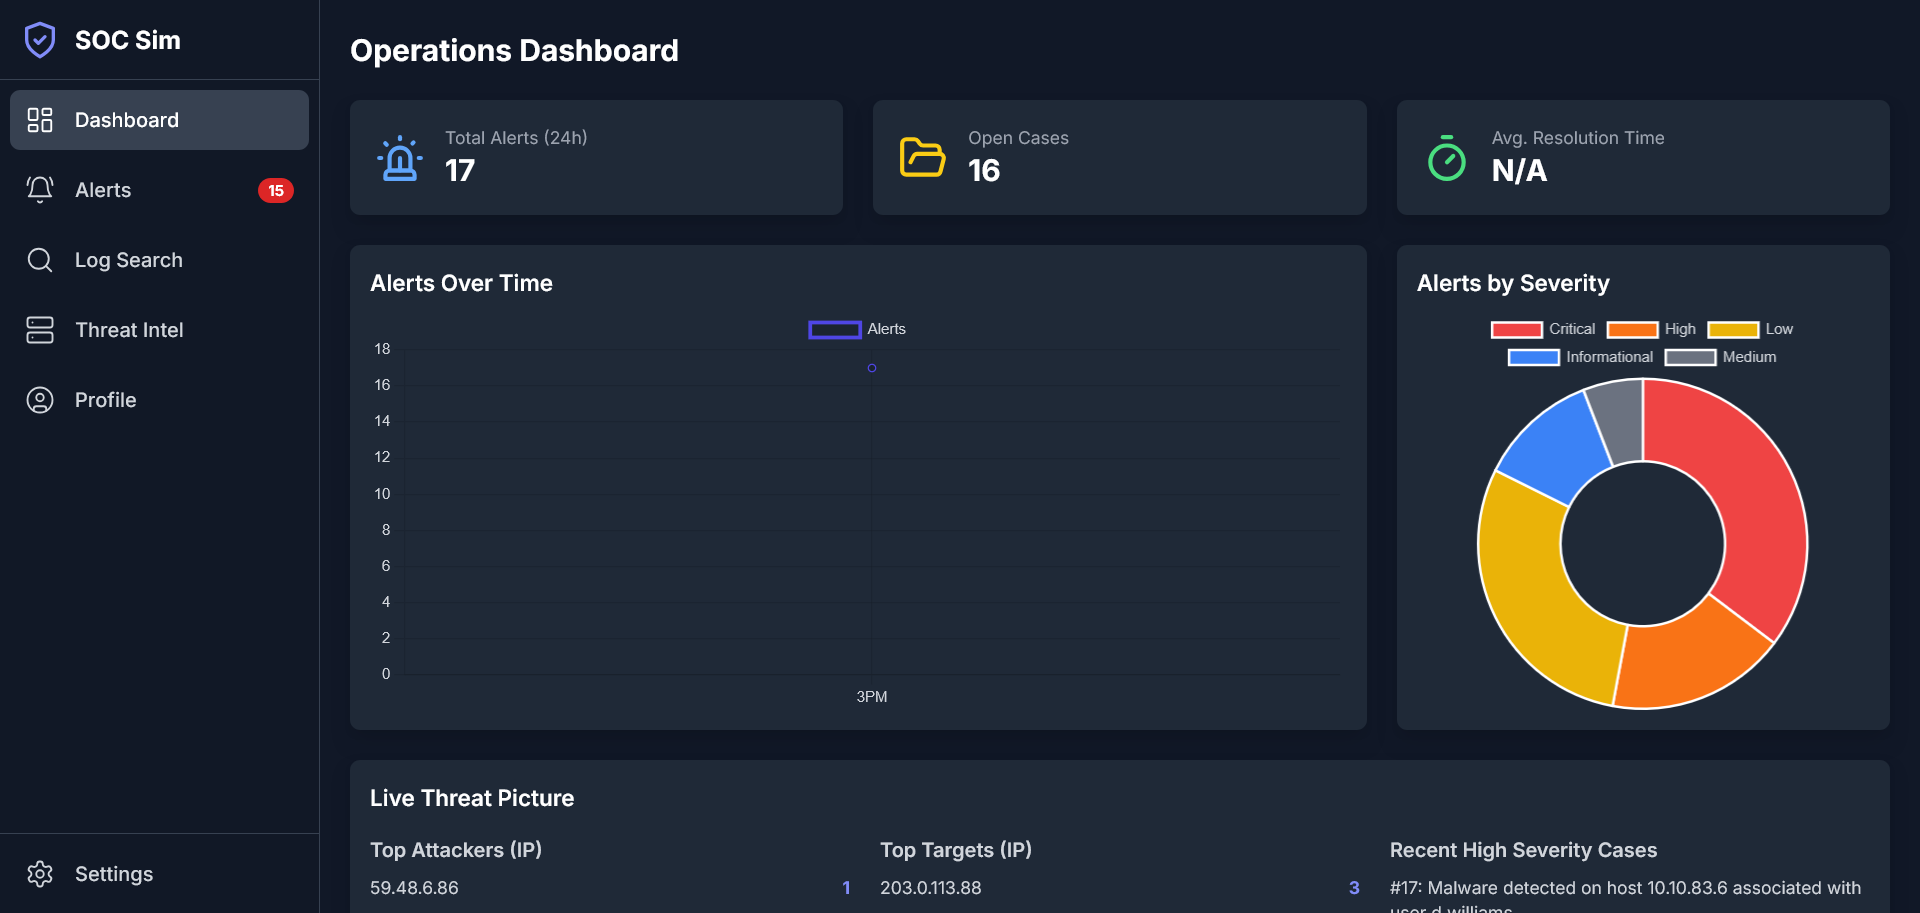 SOC Sim
Dashboard
Alerts
15
Log Search
Threat Intel
Profile
Settings
Operations Dashboard
Total Alerts (24h)
17
Open Cases
16
Avg. Resolution Time
N/A
Alerts Over Time
Alerts
18
16
14
12
10
8
6
4
2
0
3PM
Alerts by Severity
Critical High Low
Informational Medium
Live Threat Picture
Top Attackers (IP)
59.48.6.86 1
Top Targets (IP)
203.0.113.88 3
Recent High Severity Cases
#17: Malware detected on host 10.10.83.6 associated with
user d.williams